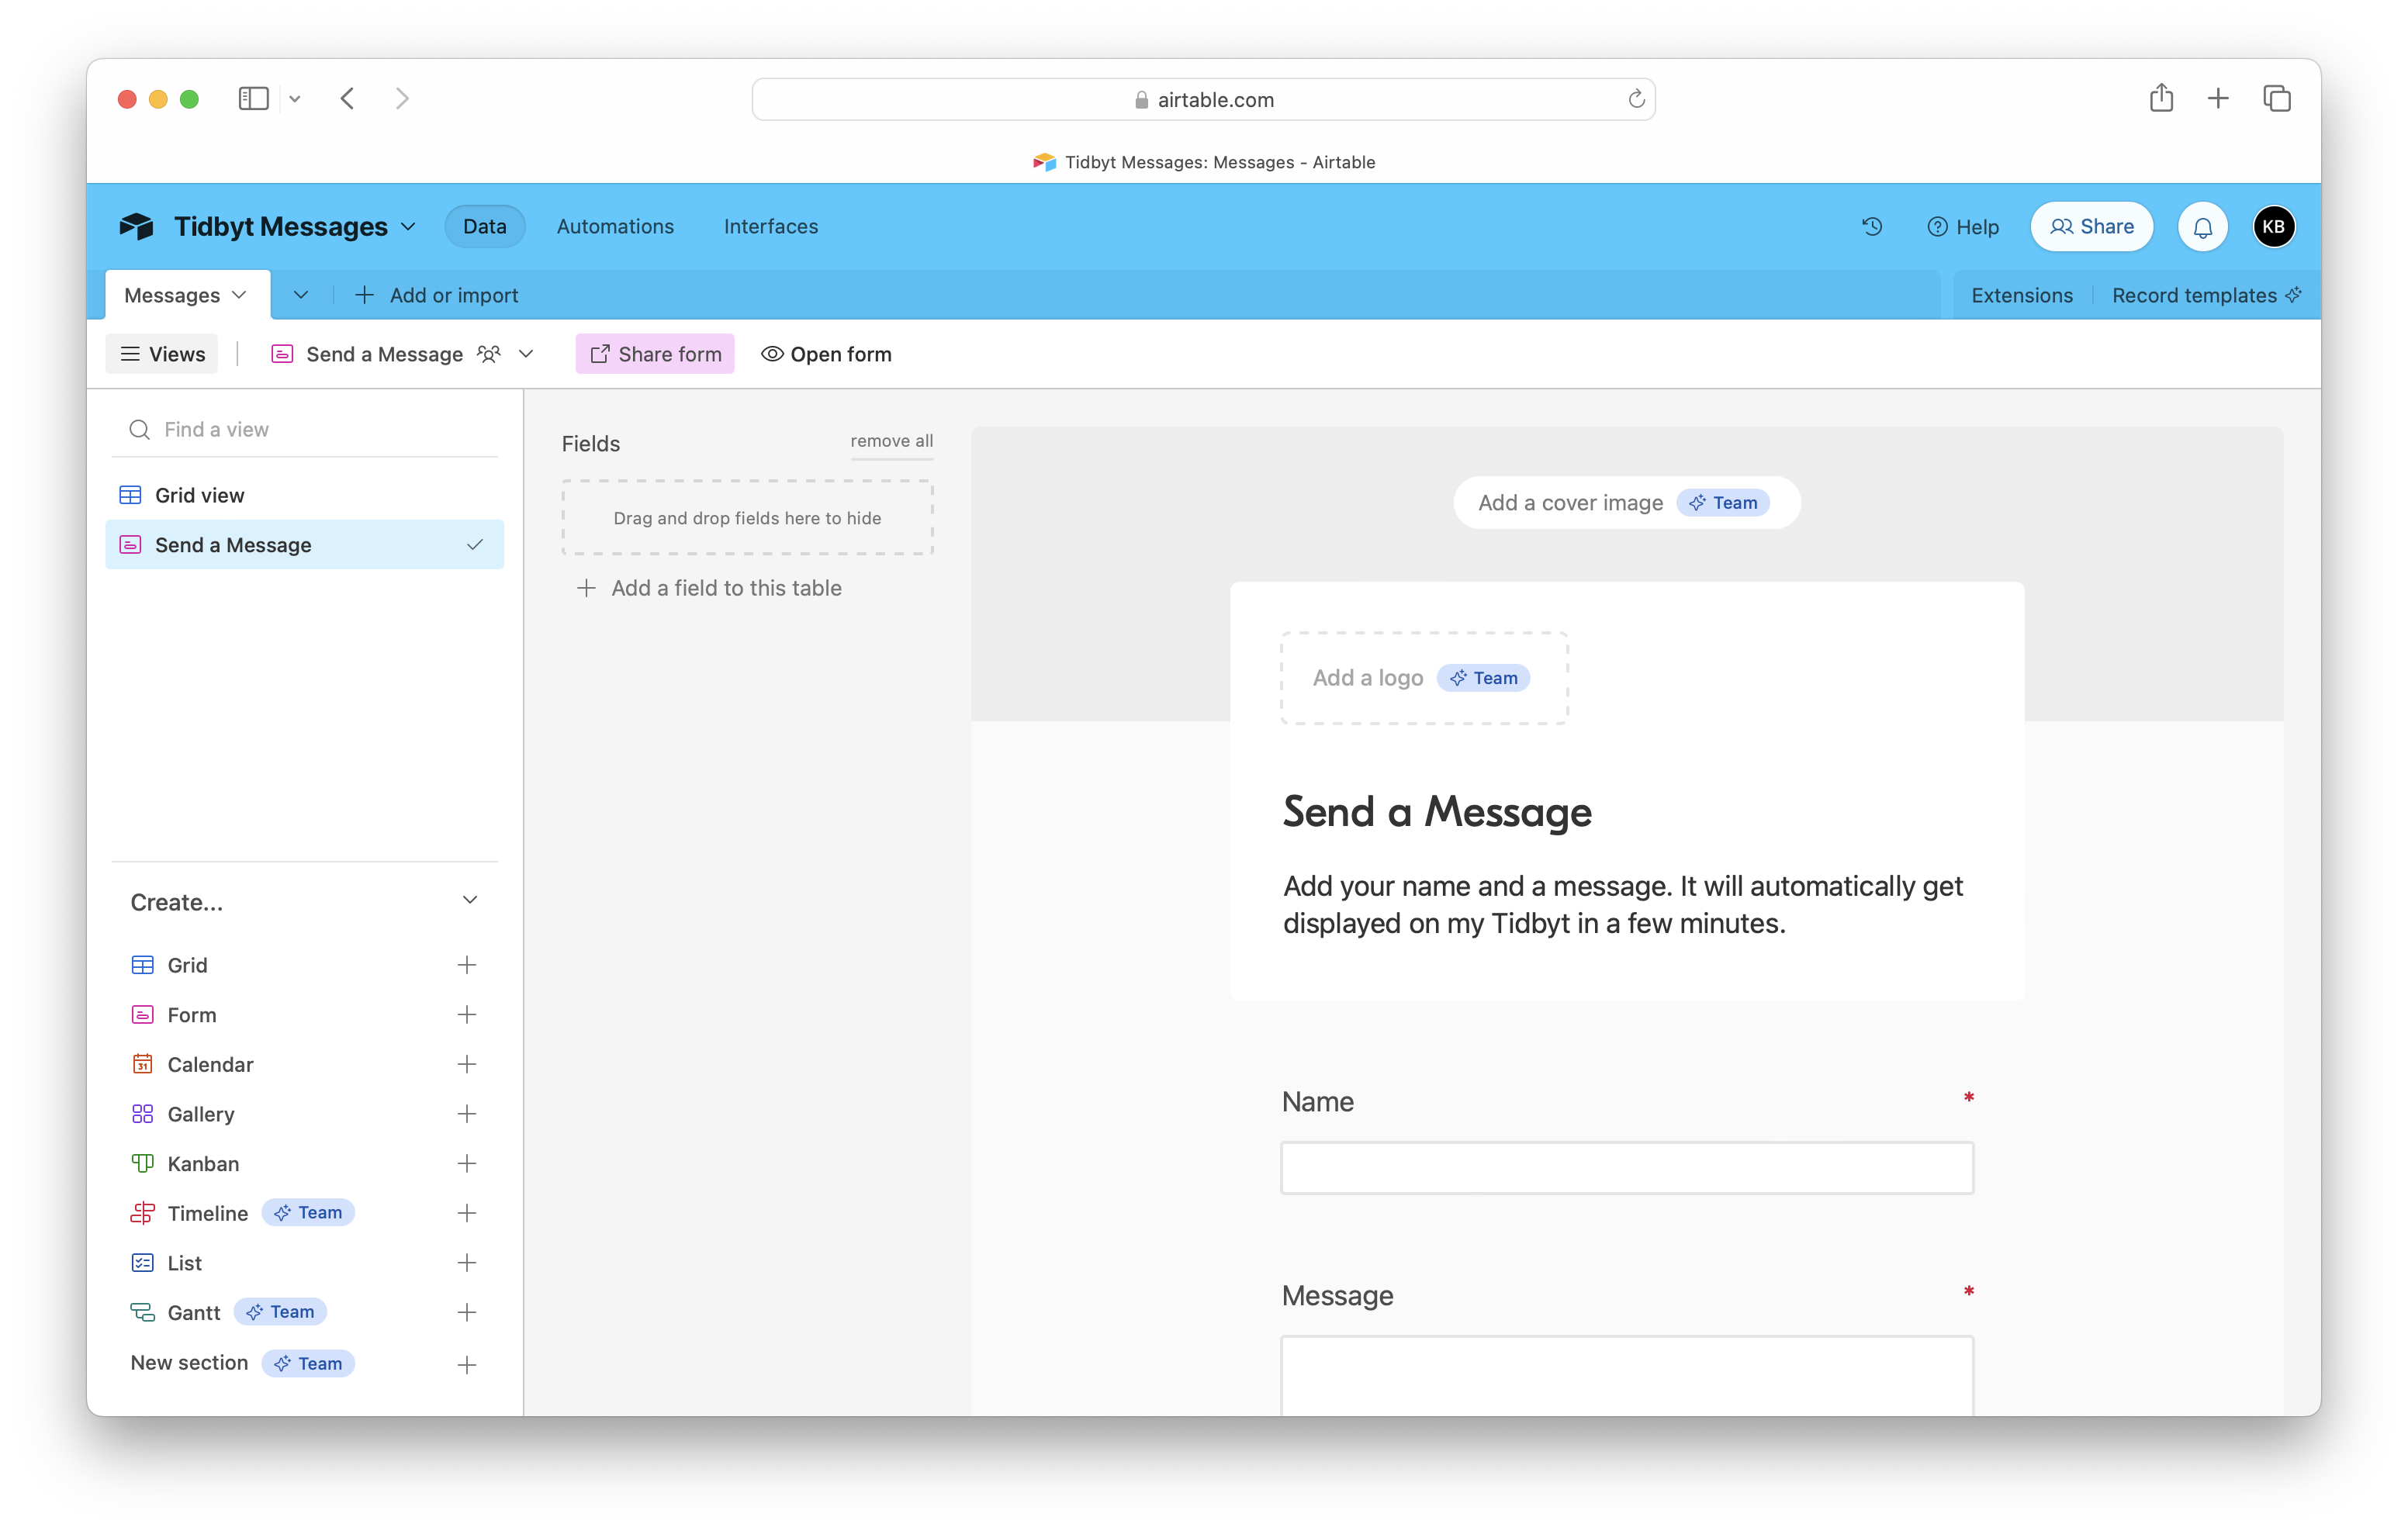 airtable.com
Tidbyt Messages: Messages - Airtable
Tidbyt Messages
Data
Automations
Interfaces
Help
Share
KB
Messages
Add or import
Extensions
Record templates
Views
Send a Message
Share form
Open form
Find a view
Grid view
Send a Message
Create...
Grid
Form
31
Calendar
Gallery
Kanban
Timeline Team
List
Gantt Team
New section Team
Fields
remove all
Drag and drop fields here to hide
Add a field to this table
Add a cover image Team
Add a logo Team
Send a Message
Add your name and a message. It will automatically get
displayed on my Tidbyt in a few minutes.
Name *
Message *